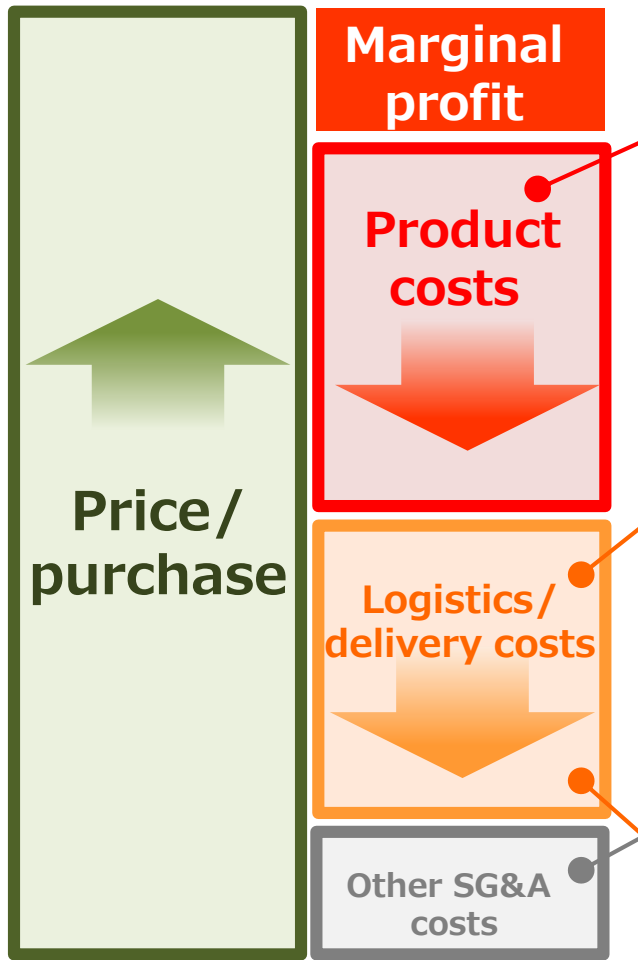 Marginal
profit
Product
costs
Price/
purchase
Logistics/
delivery costs
Other SG&A
costs